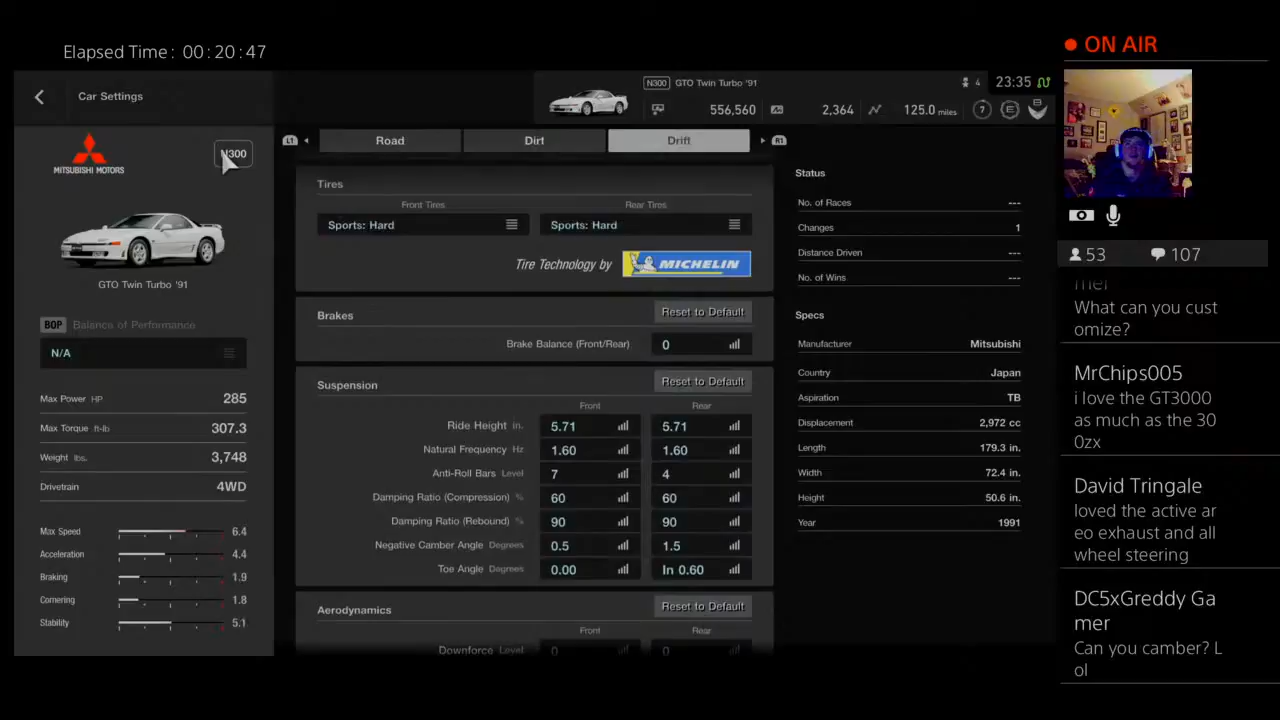 Elapsed Time: 00:20:47
ON AIR
Car Settings
N300 GTO Twin Turbo '91
4 23:35
556,560 2,364 125.0 miles 7 E B
MITSUBISHI MOTORS
N300
GTO Twin Turbo '91
BOP Balance of Performance
N/A
Max Power HP 285
Max Torque ft-lb 307.3
Weight lbs. 3,748
Drivetrain 4WD
Max Speed 6.4
Acceleration 4.4
Braking 1.9
Cornering 1.8
Stability 5.1
L1 Road Dirt Drift R1
Tires
Front Tires Rear Tires
Sports: Hard Sports: Hard
Tire Technology by MICHELIN
Brakes Reset to Default
Brake Balance (Front/Rear) 0
Suspension Reset to Default
Front Rear
Ride Height in. 5.71 5.71
Natural Frequency Hz 1.60 1.60
Anti-Roll Bars Level 7 4
Damping Ratio (Compression) % 60 60
Damping Ratio (Rebound) % 90 90
Negative Camber Angle Degrees 0.5 1.5
Toe Angle Degrees 0.00 In 0.60
Aerodynamics Reset to Default
Front Rear
Downforce Level 0 0
Status
No. of Races ---
Changes 1
Distance Driven ---
No. of Wins ---
Specs
Manufacturer Mitsubishi
Country Japan
Aspiration TB
Displacement 2,972 cc
Length 179.3 in.
Width 72.4 in.
Height 50.6 in.
Year 1991
53 107
mer
What can you cust
omize?
MrChips005
i love the GT3000
as much as the 30
0zx
David Tringale
loved the active ar
eo exhaust and all
wheel steering
DC5xGreddy Ga
mer
Can you camber? L
ol